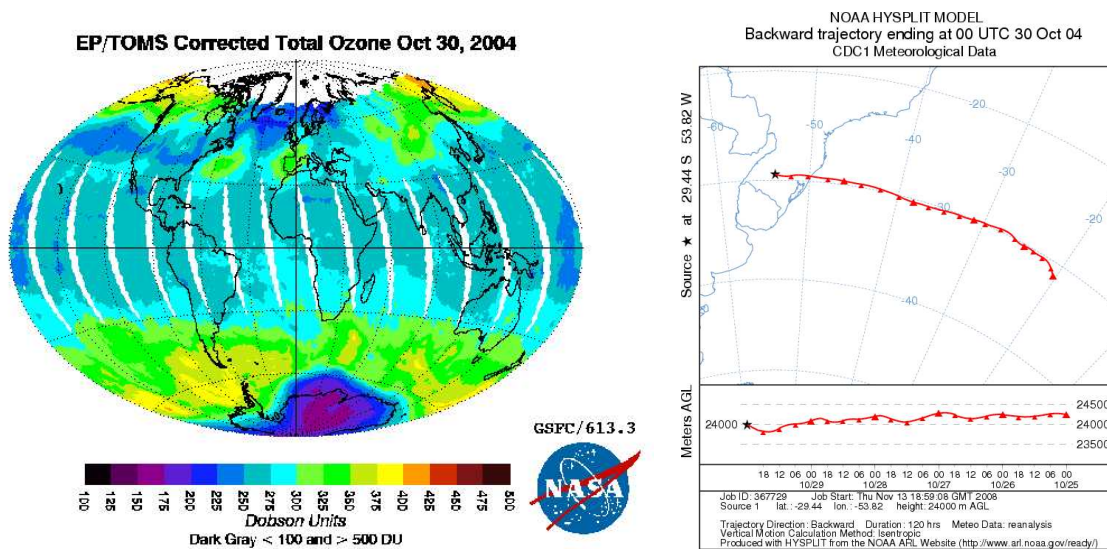 EP/TOMS Corrected Total Ozone Oct 30, 2004
GSFC/613.3
NASA
100 125 150 175 200 225 250 275 300 325 350 375 400 425 450 475 500
Dobson Units
Dark Gray < 100 and > 500 DU
NOAA HYSPLIT MODEL
Backward trajectory ending at 00 UTC 30 Oct 04
CDC1 Meteorological Data
Source ★ at 29.44 S 53.82 W
-60 -50 -40 -30 -20
-30 -20
-40
Meters AGL
24000
24500
24000
23500
18 12 06 00 18 12 06 00 18 12 06 00 18 12 06 00 18 12 06 00
10/29 10/28 10/27 10/26 10/25
Job ID: 367729 Job Start: Thu Nov 13 18:59:08 GMT 2008
Source 1 lat.: -29.44 lon.: -53.82 height: 24000 m AGL
Trajectory Direction: Backward Duration: 120 hrs Meteo Data: reanalysis
Vertical Motion Calculation Method: Isentropic
Produced with HYSPLIT from the NOAA ARL Website (http://www.arl.noaa.gov/ready/)